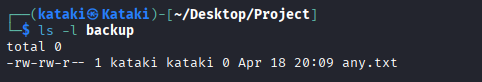 ┌──(kataki㉿Kataki)-[~/Desktop/Project]
└─$ ls -l backup
total 0
-rw-rw-r-- 1 kataki kataki 0 Apr 18 20:09 any.txt